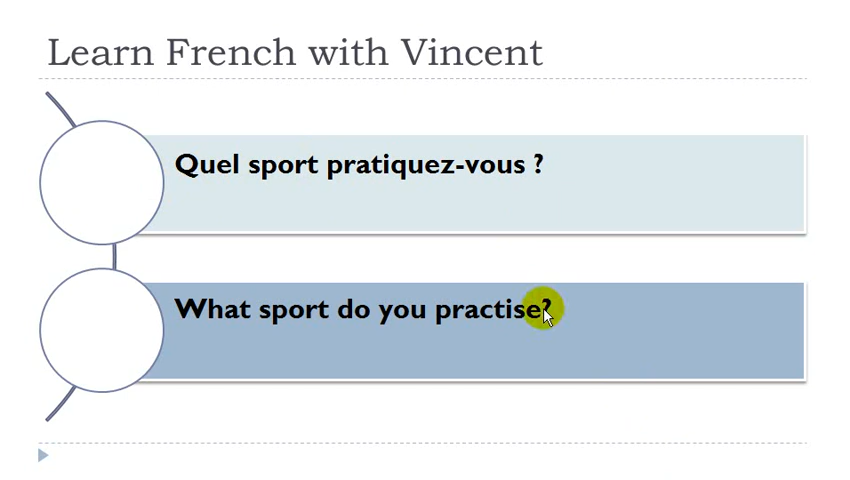 Learn French with Vincent
Quel sport pratiquez-vous ?
What sport do you practise?